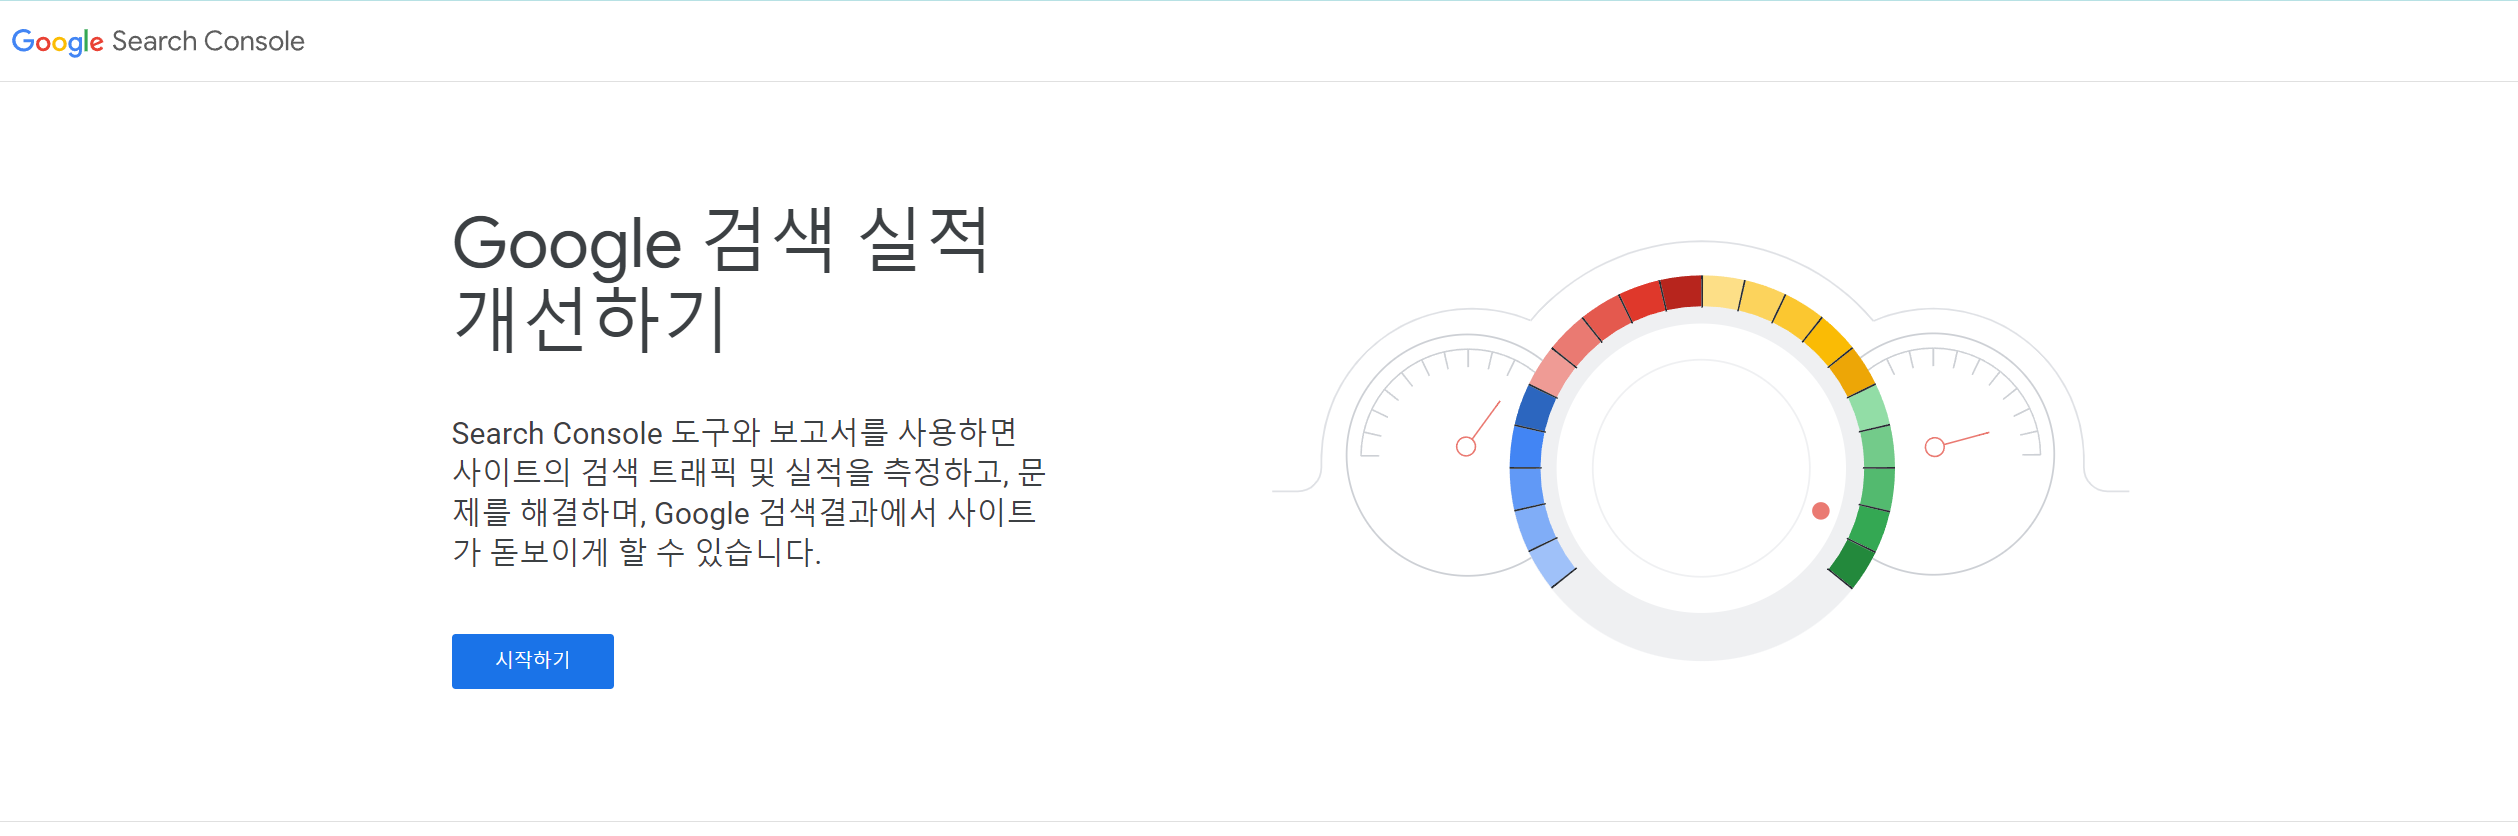 Google Search Console
Google 검색 실적
개선하기
Search Console 도구와 보고서를 사용하면
사이트의 검색 트래픽 및 실적을 측정하고, 문
제를 해결하며, Google 검색결과에서 사이트
가 돋보이게 할 수 있습니다.
시작하기